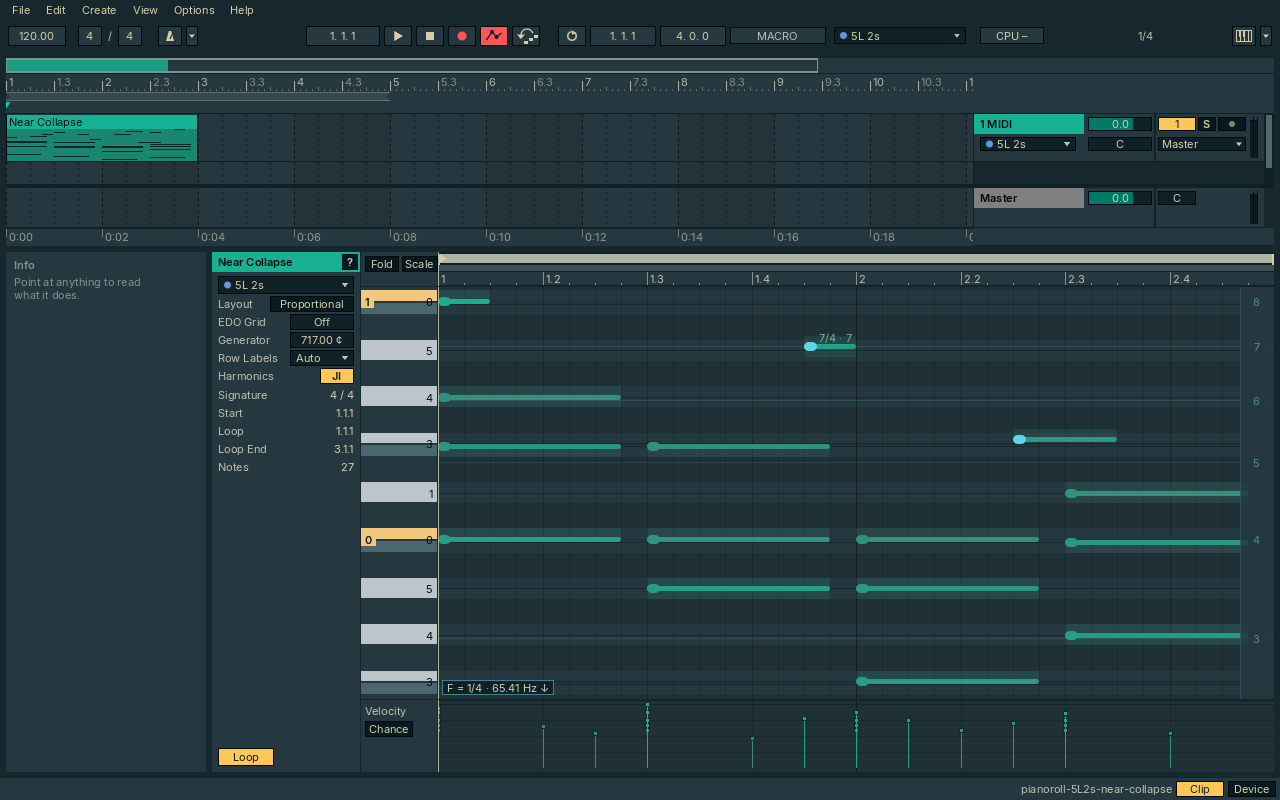 File Edit Create View Options Help
120.00 4 / 4 1. 1. 1 1. 1. 1 4. 0. 0 MACRO 5L 2s CPU – 1/4
1 1.3 2 2.3 3 3.3 4 4.3 5 5.3 6 6.3 7 7.3 8 8.3 9 9.3 10 10.3 1
Near Collapse
1 MIDI 0.0 1 S
5L 2s C Master
Master 0.0 C
0:00 0:02 0:04 0:06 0:08 0:10 0:12 0:14 0:16 0:18
Info
Point at anything to read
what it does.
Near Collapse ?
5L 2s
Layout Proportional
EDO Grid Off
Generator 717.00 ¢
Row Labels Auto
Harmonics JI
Signature 4 / 4
Start 1.1.1
Loop 1.1.1
Loop End 3.1.1
Notes 27
Loop
Fold Scale
1 1.2 1.3 1.4 2 2.2 2.3 2.4
1 0 8
7/4 · 7
5 7
4 6
3 5
1
0 0 4
5
4 3
3
F = 1/4 · 65.41 Hz ↓
Velocity
Chance
pianoroll-5L2s-near-collapse Clip Device